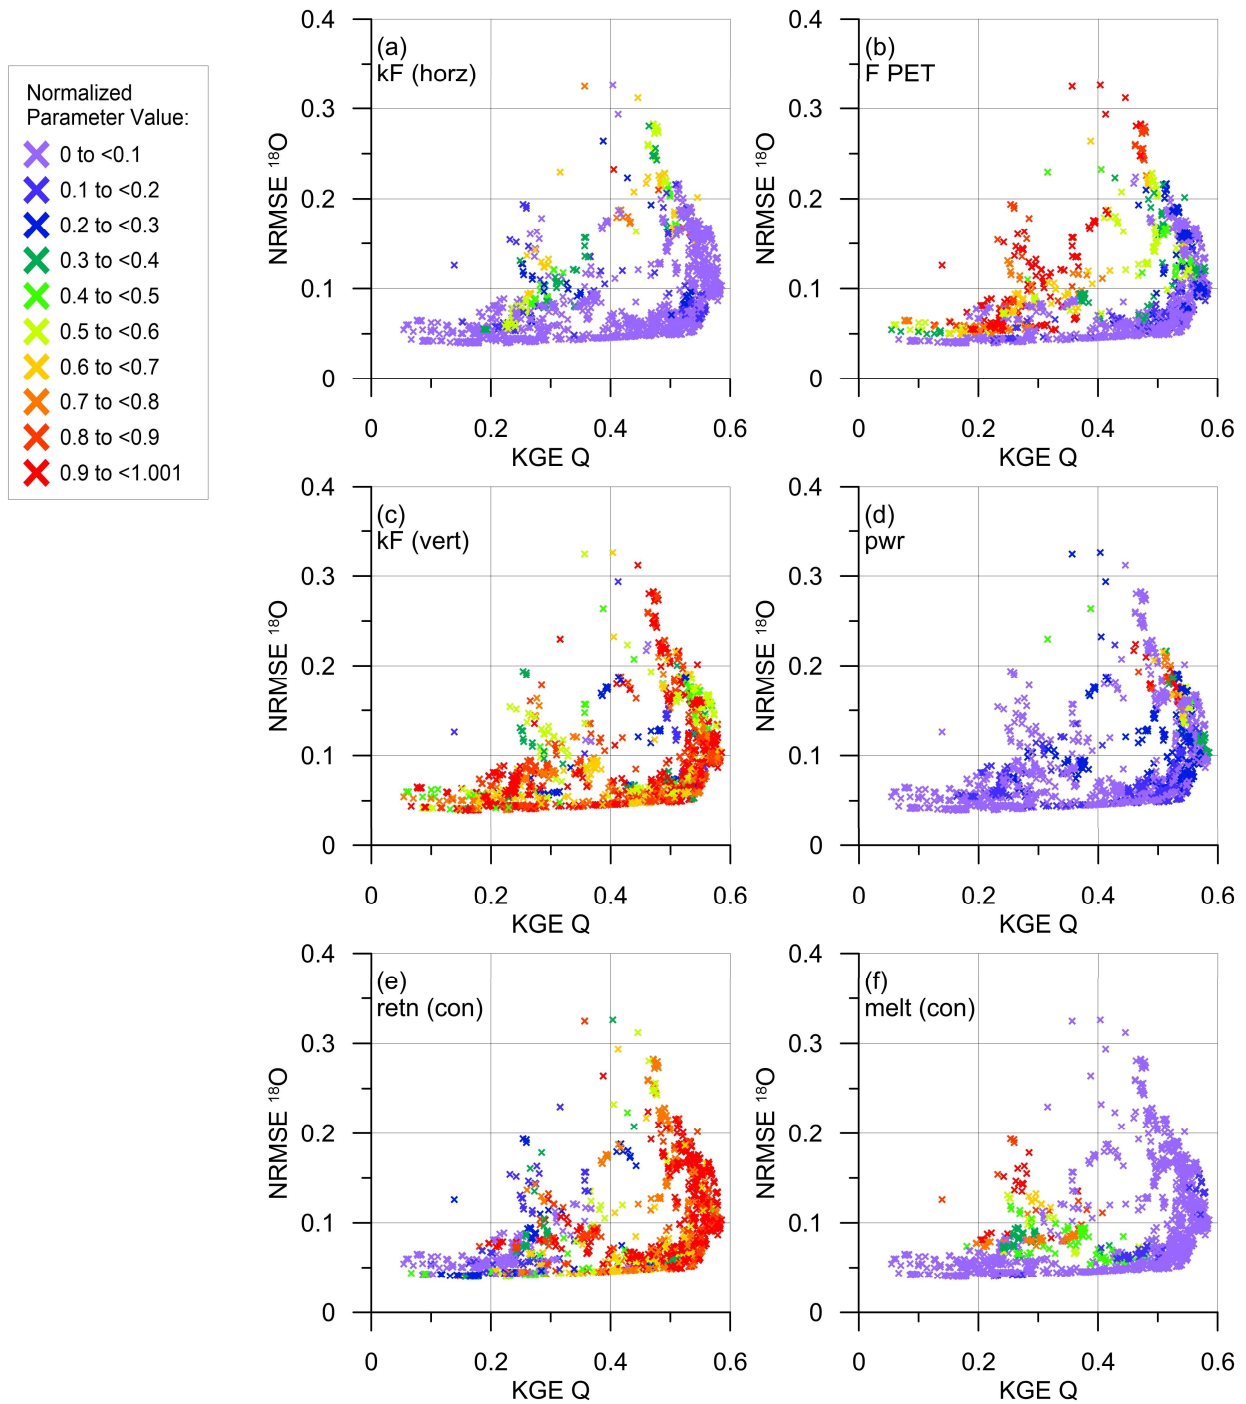 Normalized
Parameter Value:
0 to <0.1
0.1 to <0.2
0.2 to <0.3
0.3 to <0.4
0.4 to <0.5
0.5 to <0.6
0.6 to <0.7
0.7 to <0.8
0.8 to <0.9
0.9 to <1.001
(a)
kF (horz)
NRMSE ¹⁸O
0.4
0.3
0.2
0.1
0
0
0.2
0.4
0.6
KGE Q
(b)
F PET
NRMSE ¹⁸O
0.4
0.3
0.2
0.1
0
0
0.2
0.4
0.6
KGE Q
(c)
kF (vert)
NRMSE ¹⁸O
0.4
0.3
0.2
0.1
0
0
0.2
0.4
0.6
KGE Q
(d)
pwr
NRMSE ¹⁸O
0.4
0.3
0.2
0.1
0
0
0.2
0.4
0.6
KGE Q
(e)
retn (con)
NRMSE ¹⁸O
0.4
0.3
0.2
0.1
0
0
0.2
0.4
0.6
KGE Q
(f)
melt (con)
NRMSE ¹⁸O
0.4
0.3
0.2
0.1
0
0
0.2
0.4
0.6
KGE Q